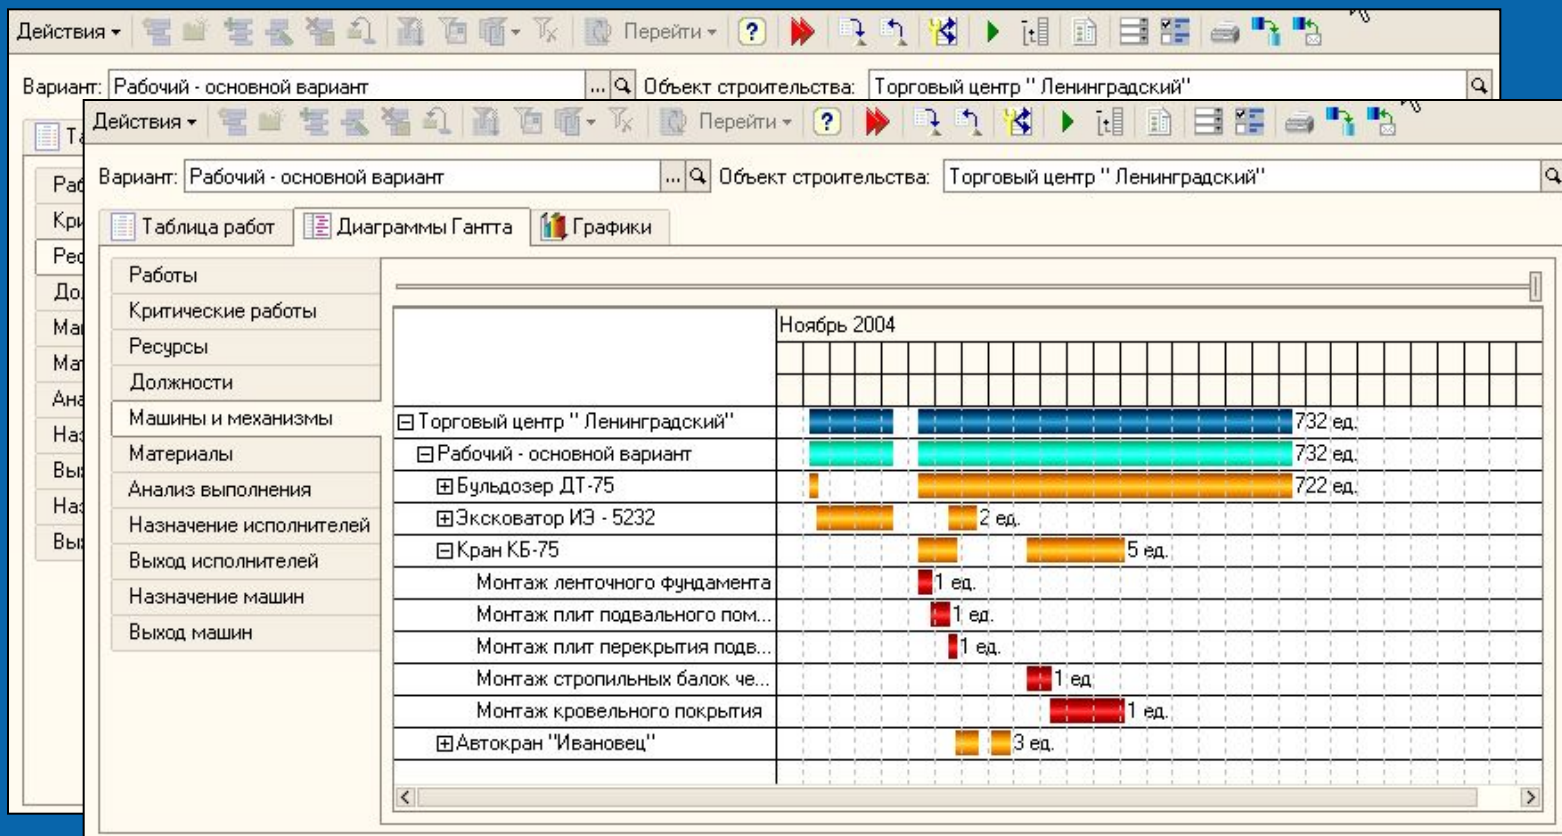 Действия Перейти
Вариант: Рабочий - основной вариант ... Объект строительства: Торговый центр " Ленинградский"
Действия Перейти
Вариант: Рабочий - основной вариант ... Объект строительства: Торговый центр " Ленинградский"
Таблица работ Диаграммы Гантта Графики
Работы
Критические работы
Ресурсы
Должности
Машины и механизмы
Материалы
Анализ выполнения
Назначение исполнителей
Выход исполнителей
Назначение машин
Выход машин
Ноябрь 2004
Торговый центр " Ленинградский" 732 ед.
Рабочий - основной вариант 732 ед.
Бульдозер ДТ-75 722 ед.
Эксковатор ИЭ - 5232 2 ед.
Кран КБ-75 5 ед.
Монтаж ленточного фундамента 1 ед.
Монтаж плит подвального пом... 1 ед.
Монтаж плит перекрытия подв... 1 ед.
Монтаж стропильных балок че... 1 ед
Монтаж кровельного покрытия 1 ед.
Автокран "Ивановец" 3 ед.